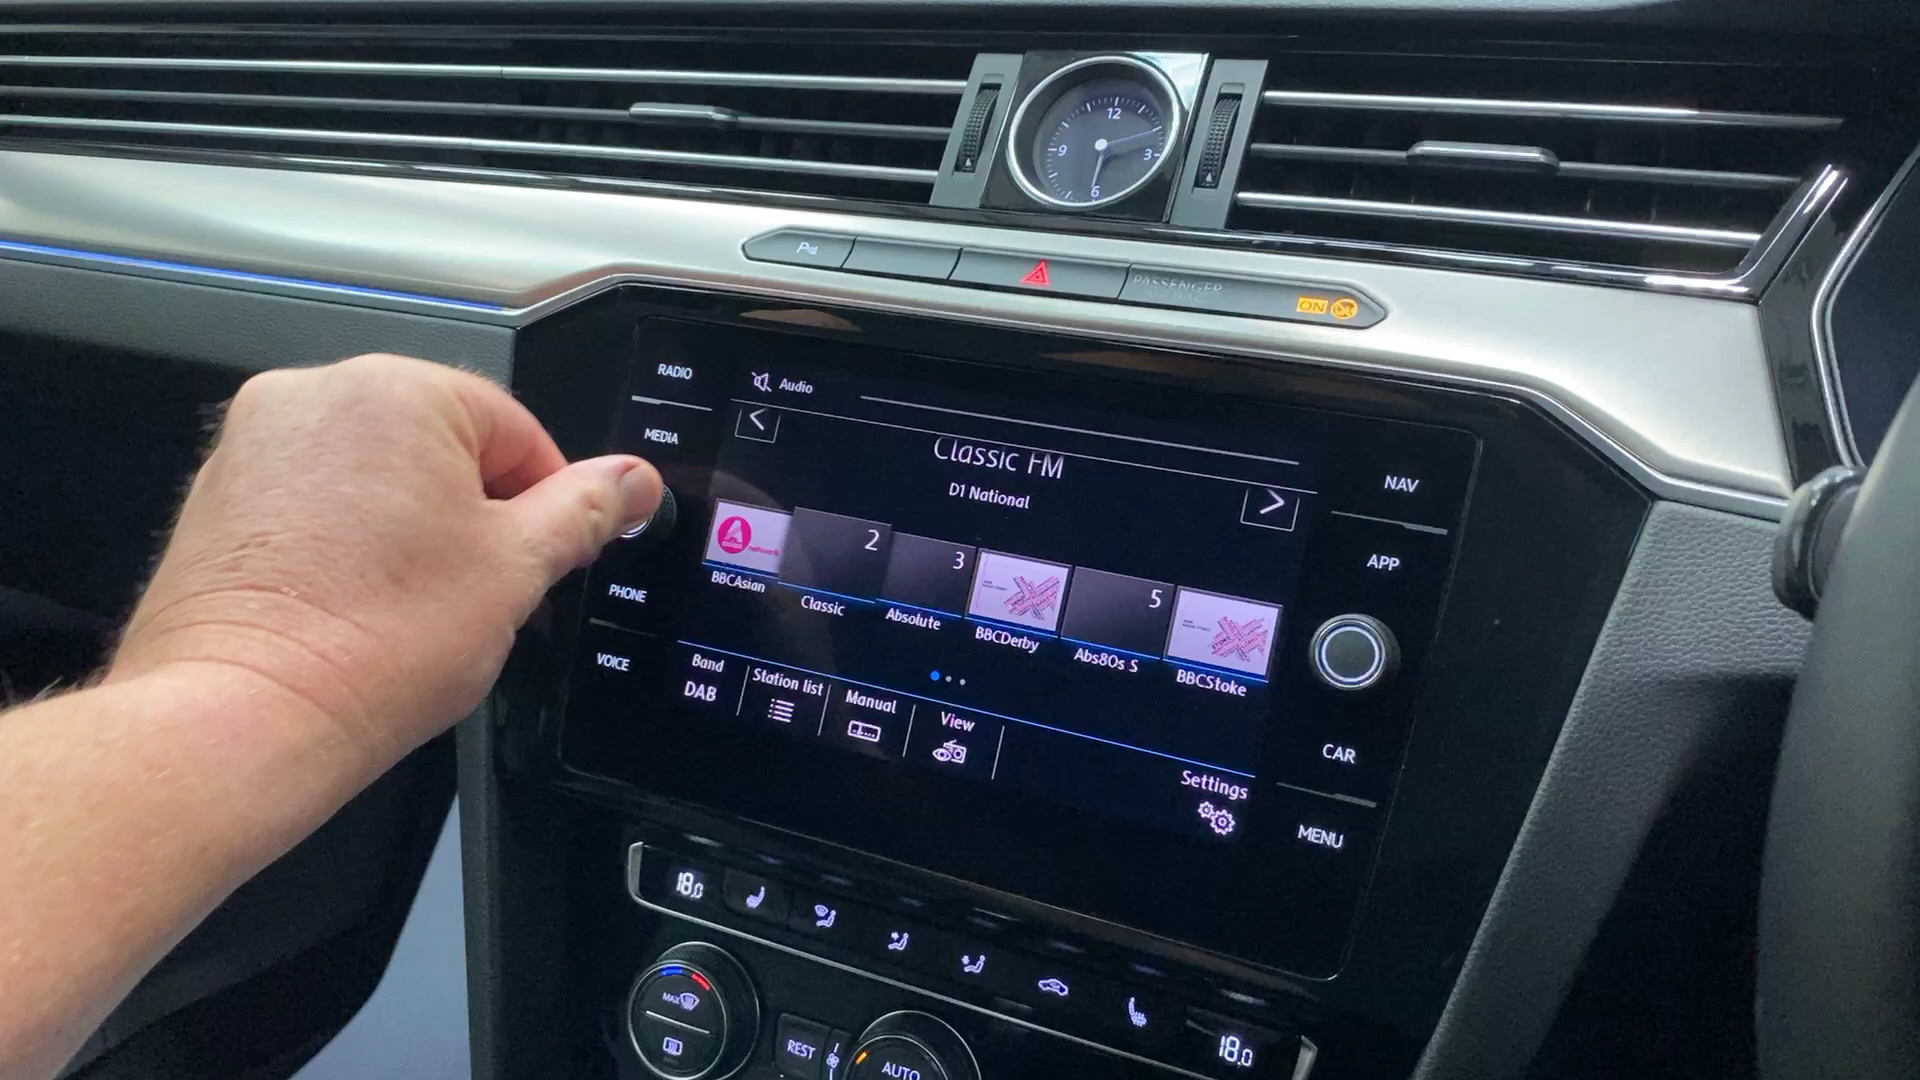 12
9
3
6
PASSENGER
AIRBAG
ON
RADIO
MEDIA
PHONE
VOICE
Audio
Classic FM
D1 National
2
3
5
BBCAsian
Classic
Absolute
BBCDerby
Abs80s S
BBCStoke
Band
DAB
Station list
Manual
View
Settings
NAV
APP
CAR
MENU
18.0
18.0
MAX
REST
AUTO